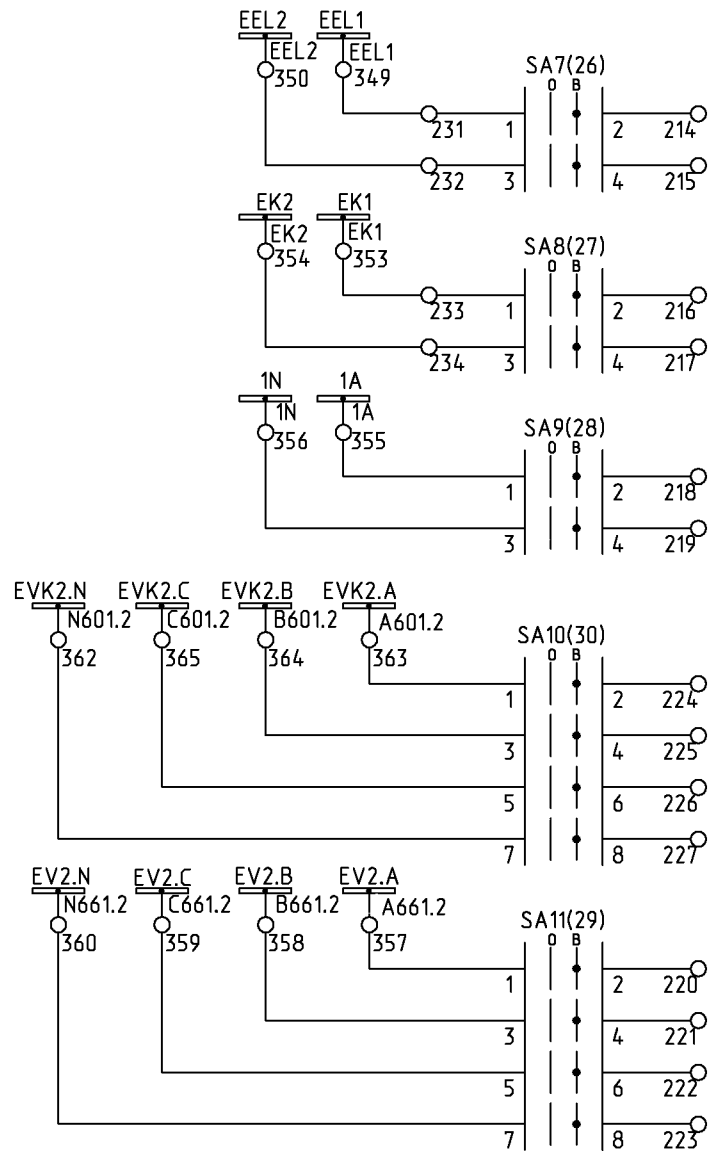 EEL2 EEL1
EEL2 EEL1
350 349
SA7(26)
0 B
231 1 2 214
232 3 4 215
EK2 EK1
EK2 EK1
354 353
SA8(27)
0 B
233 1 2 216
234 3 4 217
1N 1A
1N 1A
356 355
SA9(28)
0 B
1 2 218
3 4 219
EVK2.N EVK2.C EVK2.B EVK2.A
N601.2 C601.2 B601.2 A601.2
362 365 364 363
SA10(30)
0 B
1 2 224
3 4 225
5 6 226
7 8 227
EV2.N EV2.C EV2.B EV2.A
N661.2 C661.2 B661.2 A661.2
360 359 358 357
SA11(29)
0 B
1 2 220
3 4 221
5 6 222
7 8 223